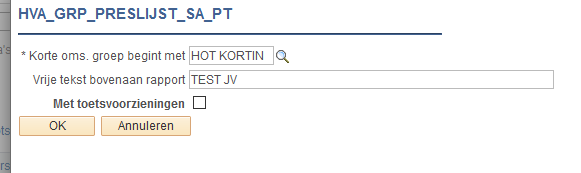 HVA_GRP_PRESLIJST_SA_PT
* Korte oms. groep begint met HOT KORTIN
Vrije tekst bovenaan rapport TEST JV
Met toetsvoorzieningen
OK Annuleren